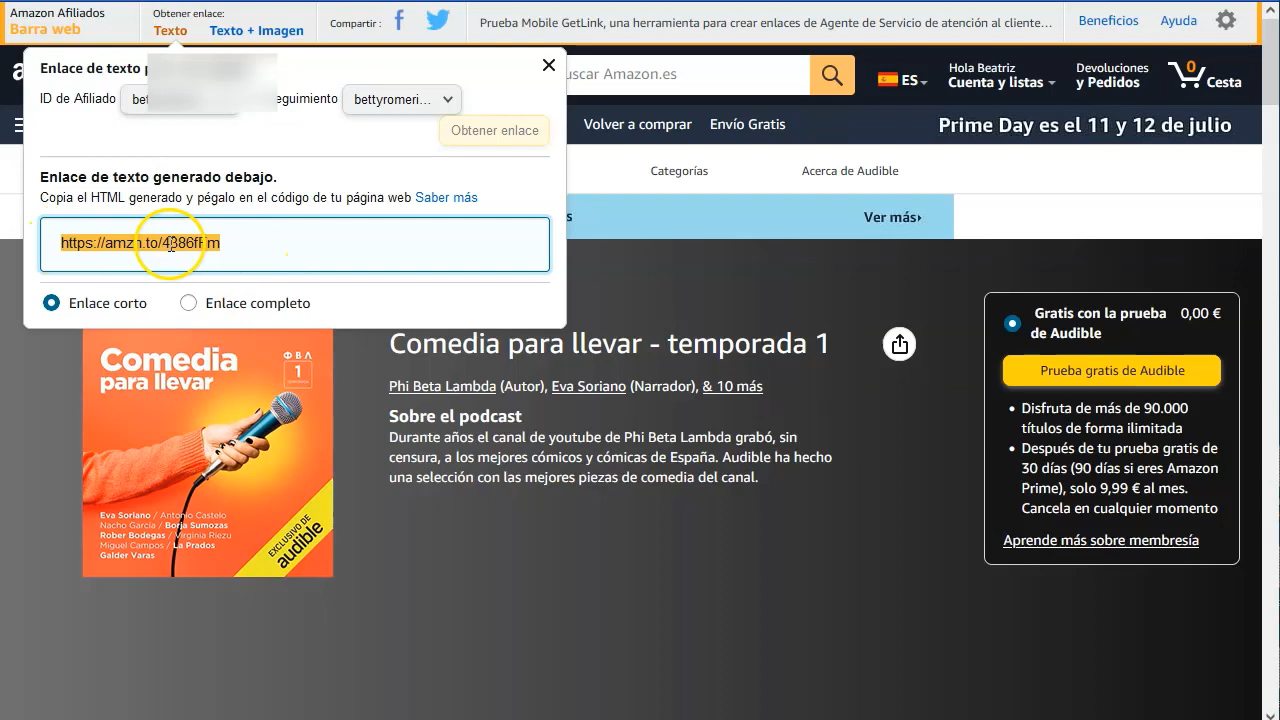 Amazon Afiliados
Barra web
Obtener enlace:
Texto
Texto + Imagen
Compartir :
Prueba Mobile GetLink, una herramienta para crear enlaces de Agente de Servicio de atención al cliente…
Beneficios
Ayuda
Enlace de texto
ID de Afiliado
bettyromeri...
Obtener enlace
Enlace de texto generado debajo.
Copia el HTML generado y pégalo en el código de tu página web Saber más
Enlace corto
Enlace completo
Amazon.es
ES
Hola Beatriz
Cuenta y listas
Devoluciones
y Pedidos
0
Cesta
Volver a comprar
Envío Gratis
Prime Day es el 11 y 12 de julio
Categorías
Acerca de Audible
Ver más
Comedia
para llevar
ΦΒΛ
1
Eva Soriano / Antonio Castelo
Nacho García / Borja Sumozas
Rober Bodegas / Virginia Riezu
Miguel Campos / La Prados
Galder Varas
EXCLUSIVO DE
audible
Comedia para llevar - temporada 1
Phi Beta Lambda (Autor), Eva Soriano (Narrador), & 10 más
Sobre el podcast
Durante años el canal de youtube de Phi Beta Lambda grabó, sin
censura, a los mejores cómicos y cómicas de España. Audible ha hecho
una selección con las mejores piezas de comedia del canal.
Gratis con la prueba
de Audible
0,00 €
Prueba gratis de Audible
• Disfruta de más de 90.000
títulos de forma ilimitada
• Después de tu prueba gratis de
30 días (90 días si eres Amazon
Prime), solo 9,99 € al mes.
Cancela en cualquier momento
Aprende más sobre membresía